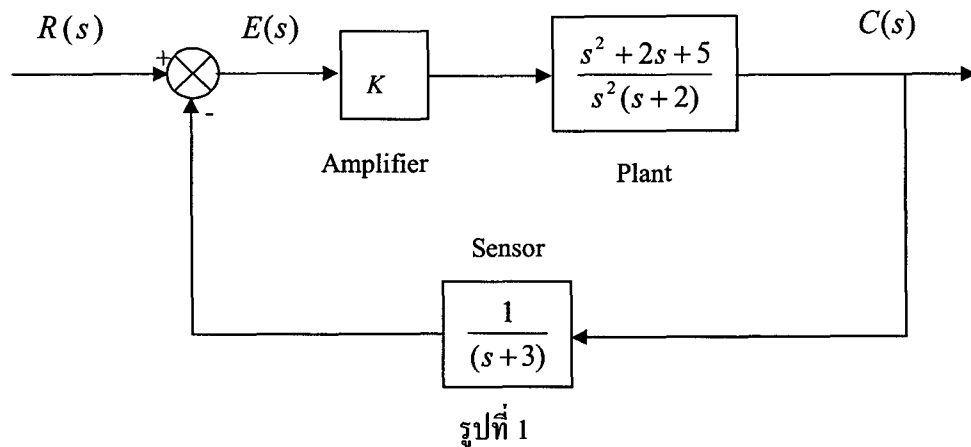 R(s)
E(s)
C(s)
+
-
K
s² + 2s + 5
s²(s + 2)
Amplifier
Plant
Sensor
1
(s + 3)
รูปที่ 1